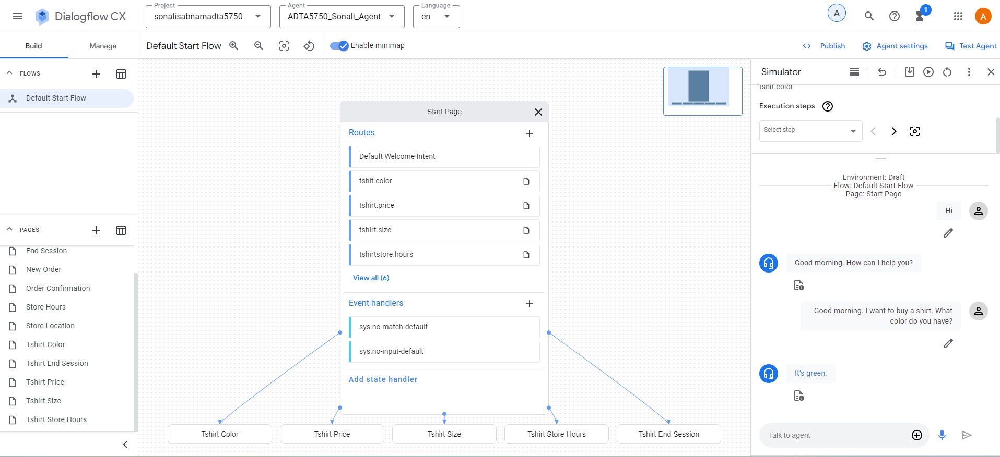 Dialogflow CX
Project
sonalisabnamadta5750
Agent
ADTA5750_Sonali_Agent
Language
en
A
1
A
Build
Manage
Default Start Flow
Enable minimap
Publish
Agent settings
Test Agent
FLOWS
Default Start Flow
PAGES
End Session
New Order
Order Confirmation
Store Hours
Store Location
Tshirt Color
Tshirt End Session
Tshirt Price
Tshirt Size
Tshirt Store Hours
Start Page
Routes
Default Welcome Intent
tshit.color
tshirt.price
tshirt.size
tshirtstore.hours
View all (6)
Event handlers
sys.no-match-default
sys.no-input-default
Add state handler
Tshirt Color
Tshirt Price
Tshirt Size
Tshirt Store Hours
Tshirt End Session
Simulator
tshit.color
Execution steps
Select step
Environment: Draft
Flow: Default Start Flow
Page: Start Page
Hi
Good morning. How can I help you?
Good morning. I want to buy a shirt. What
color do you have?
It's green.
Talk to agent